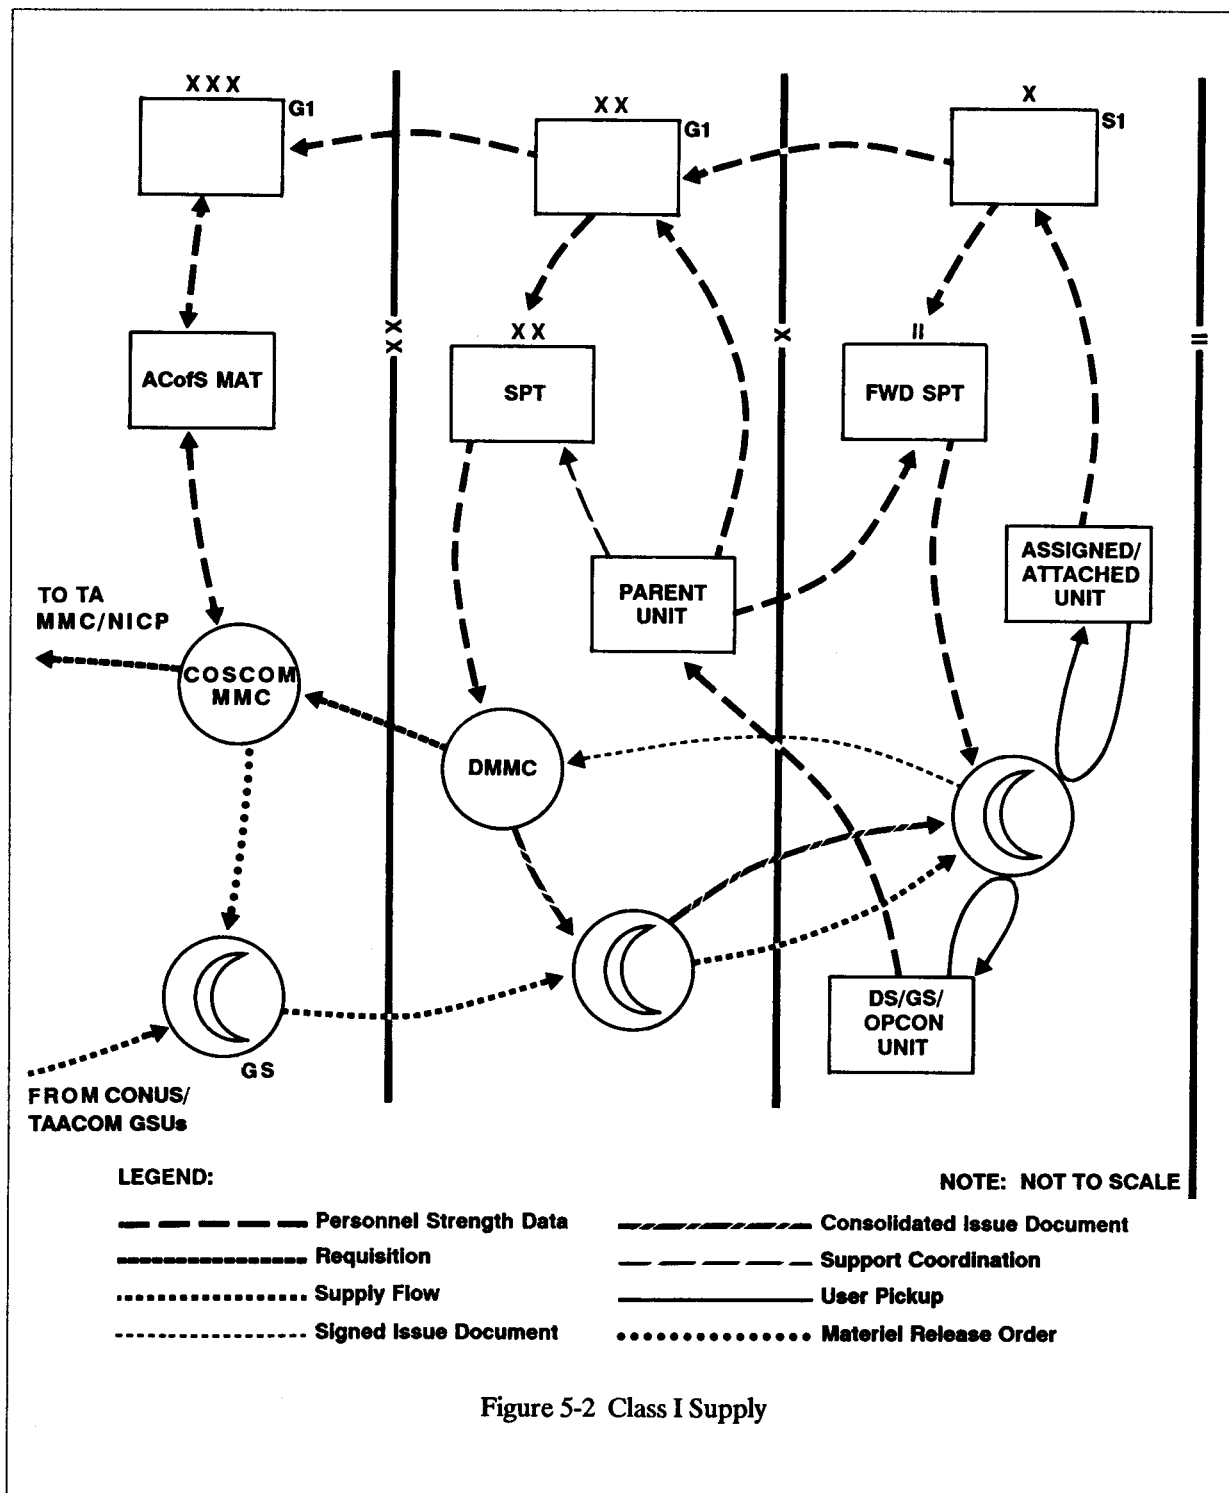 XXX
G1
XX
G1
X
S1
XX
X
II
ACofS MAT
XX
SPT
II
FWD SPT
PARENT
UNIT
ASSIGNED/
ATTACHED
UNIT
TO TA
MMC/NICP
COSCOM
MMC
DMMC
GS
DS/GS/
OPCON
UNIT
FROM CONUS/
TAACOM GSUs
LEGEND:
NOTE: NOT TO SCALE
Personnel Strength Data
Consolidated Issue Document
Requisition
Support Coordination
Supply Flow
User Pickup
Signed Issue Document
Materiel Release Order
Figure 5-2 Class I Supply